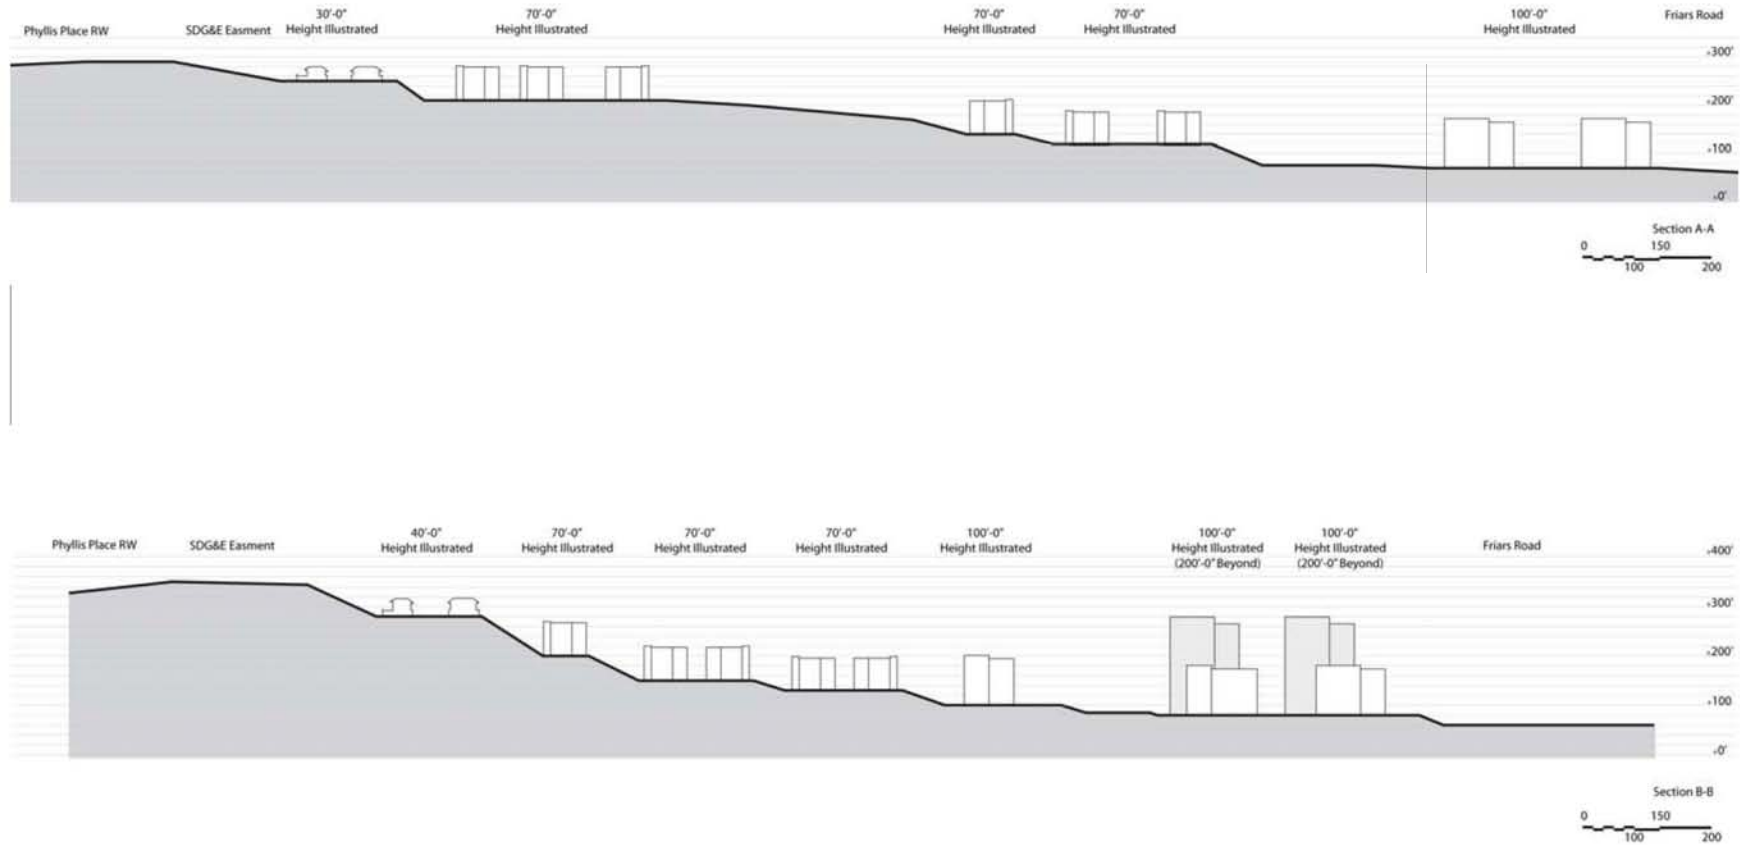 Phyllis Place RW
SDG&E Easment
30'-0"
Height Illustrated
70'-0"
Height Illustrated
70'-0"
Height Illustrated
70'-0"
Height Illustrated
100'-0"
Height Illustrated
Friars Road
+300'
+200'
+100
+0'
Section A-A
0 150
100 200
Phyllis Place RW
SDG&E Easment
40'-0"
Height Illustrated
70'-0"
Height Illustrated
70'-0"
Height Illustrated
70'-0"
Height Illustrated
100'-0"
Height Illustrated
100'-0"
Height Illustrated
(200'-0" Beyond)
100'-0"
Height Illustrated
(200'-0" Beyond)
Friars Road
+400'
+300'
+200'
+100
+0'
Section B-B
0 150
100 200